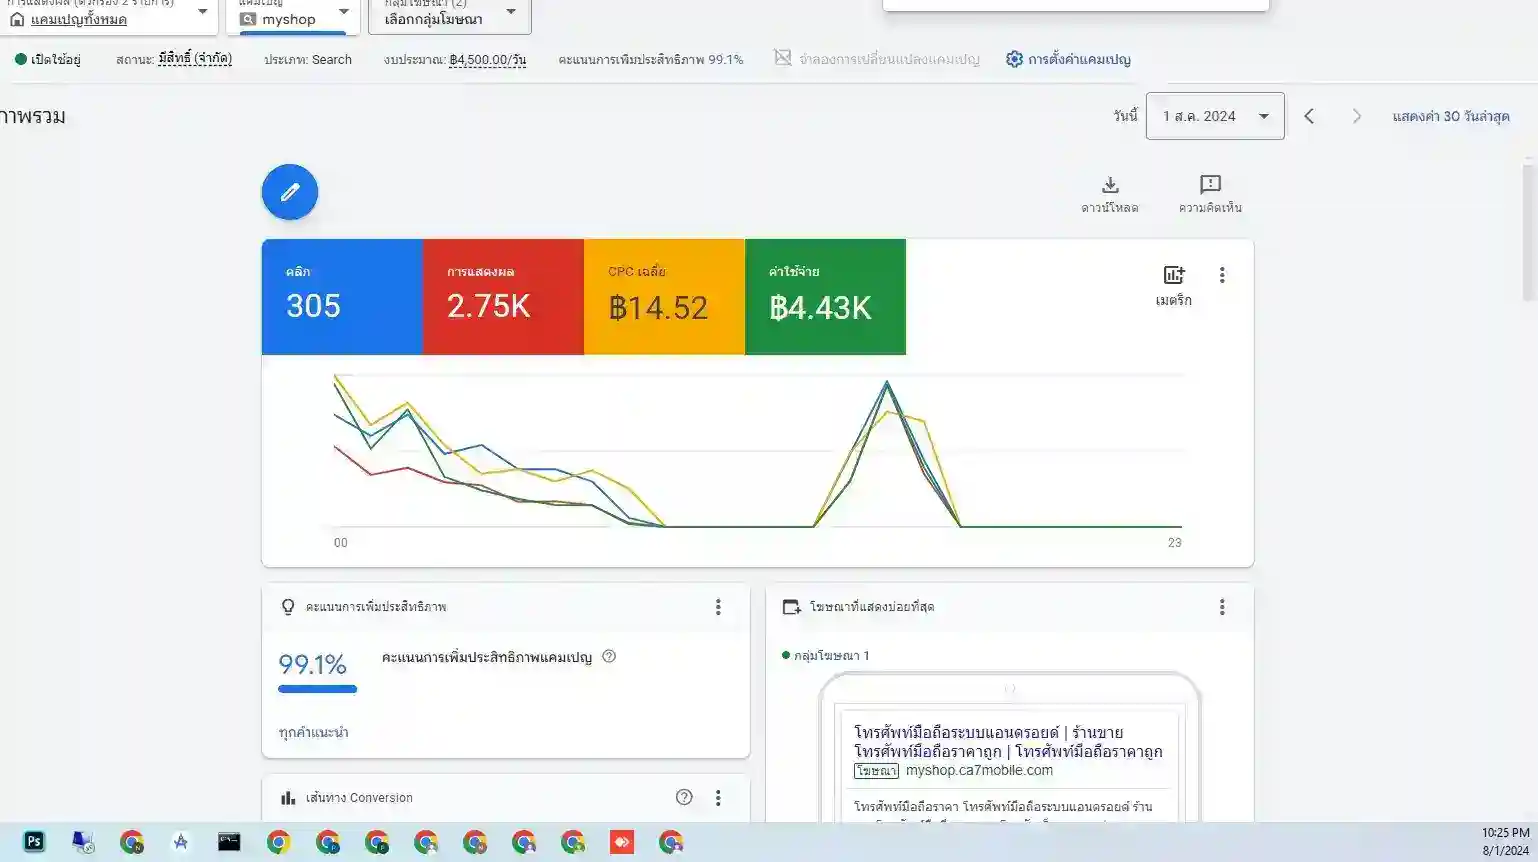 การแสดงผล (ตัวกรอง 2 รายการ)
แคมเปญทั้งหมด
แคมเปญ
myshop
กลุ่มโฆษณา (2)
เลือกกลุ่มโฆษณา
เปิดใช้อยู่ สถานะ: มีสิทธิ์ (จำกัด) ประเภท: Search งบประมาณ: ฿4,500.00/วัน คะแนนการเพิ่มประสิทธิภาพ 99.1% จำลองการเปลี่ยนแปลงแคมเปญ การตั้งค่าแคมเปญ
ภาพรวม
วันนี้ 1 ส.ค. 2024 แสดงค่า 30 วันล่าสุด
ดาวน์โหลด ความคิดเห็น
คลิก การแสดงผล CPC เฉลี่ย ค่าใช้จ่าย
305 2.75K ฿14.52 ฿4.43K
เมตริก
00 23
คะแนนการเพิ่มประสิทธิภาพ
99.1% คะแนนการเพิ่มประสิทธิภาพแคมเปญ
ทุกคำแนะนำ
เส้นทาง Conversion
โฆษณาที่แสดงบ่อยที่สุด
กลุ่มโฆษณา 1
โทรศัพท์มือถือระบบแอนดรอยด์ | ร้านขาย
โทรศัพท์มือถือราคาถูก | โทรศัพท์มือถือราคาถูก
โฆษณา myshop.ca7mobile.com
โทรศัพท์มือถือราคา โทรศัพท์มือถือระบบแอนดรอยด์ ร้าน
Ps
10:25 PM
8/1/2024